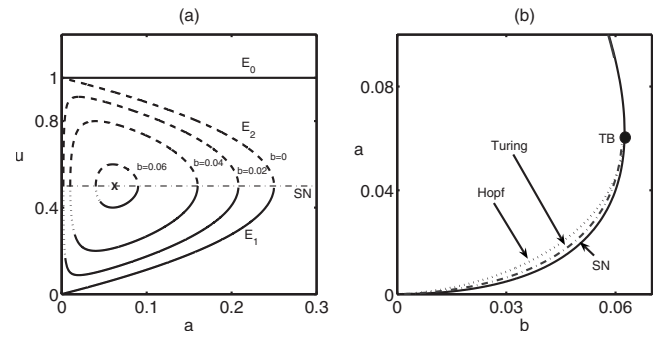 (a)
E0
1
E2
0.8
b=0.06
b=0.04
b=0.02
b=0
u
x
SN
0.4
E1
0
0
0.1
0.2
0.3
a
(b)
0.08
TB
a
Turing
0.04
Hopf
SN
0
0
0.03
0.06
b